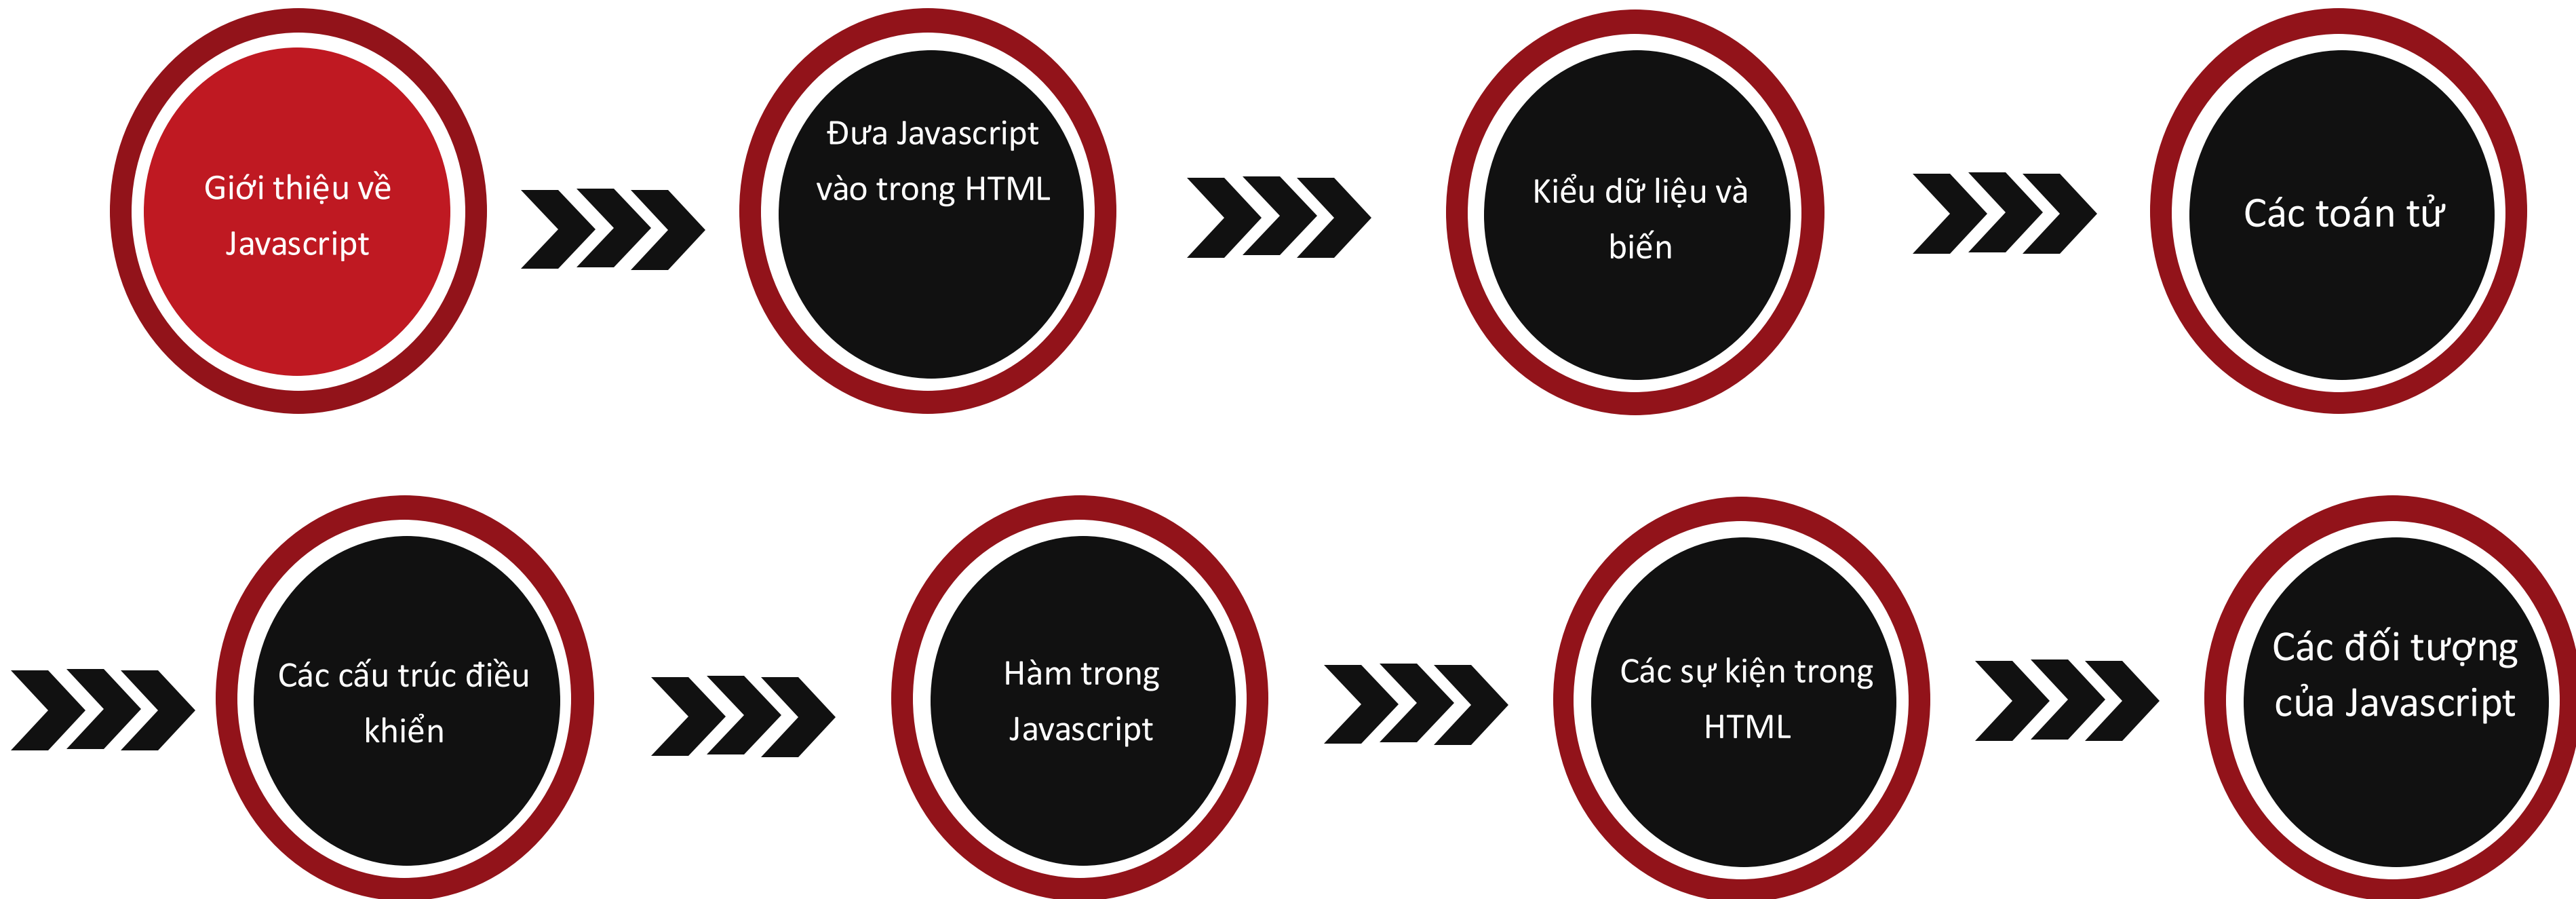 Giới thiệu về
Javascript
Đưa Javascript
vào trong HTML
Kiểu dữ liệu và
biến
Các toán tử
Các cấu trúc điều
khiển
Hàm trong
Javascript
Các sự kiện trong
HTML
Các đối tượng
của Javascript